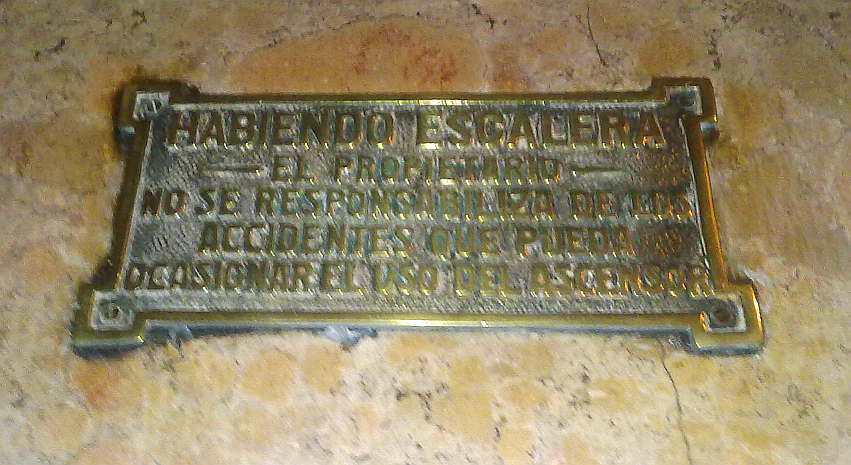 HABIENDO ESCALERA
— EL PROPIETARIO —
NO SE RESPONSABILIZA DE LOS
ACCIDENTES QUE PUEDA
OCASIONAR EL USO DEL ASCENSOR